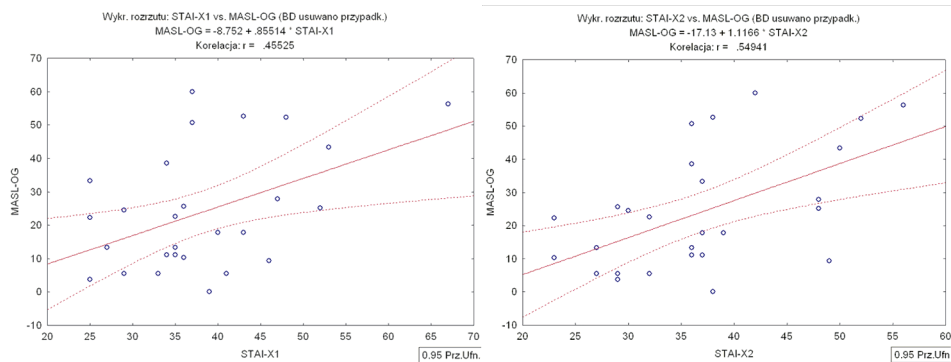 Wykr. rozrzutu: STAI-X1 vs. MASL-OG (BD usuwano przypadk.)
MASL-OG = -8.752 + .85514 * STAI-X1
Korelacja: r = .45525
MASL-OG
70
60
50
40
30
20
10
0
-10
20 25 30 35 40 45 50 55 60 65 70
STAI-X1
0.95 Prz.Ufn.
Wykr. rozrzutu: STAI-X2 vs. MASL-OG (BD usuwano przypadk.)
MASL-OG = -17.13 + 1.1166 * STAI-X2
Korelacja: r = .54941
MASL-OG
70
60
50
40
30
20
10
0
-10
20 25 30 35 40 45 50 55 60
STAI-X2
0.95 Prz.Ufn.